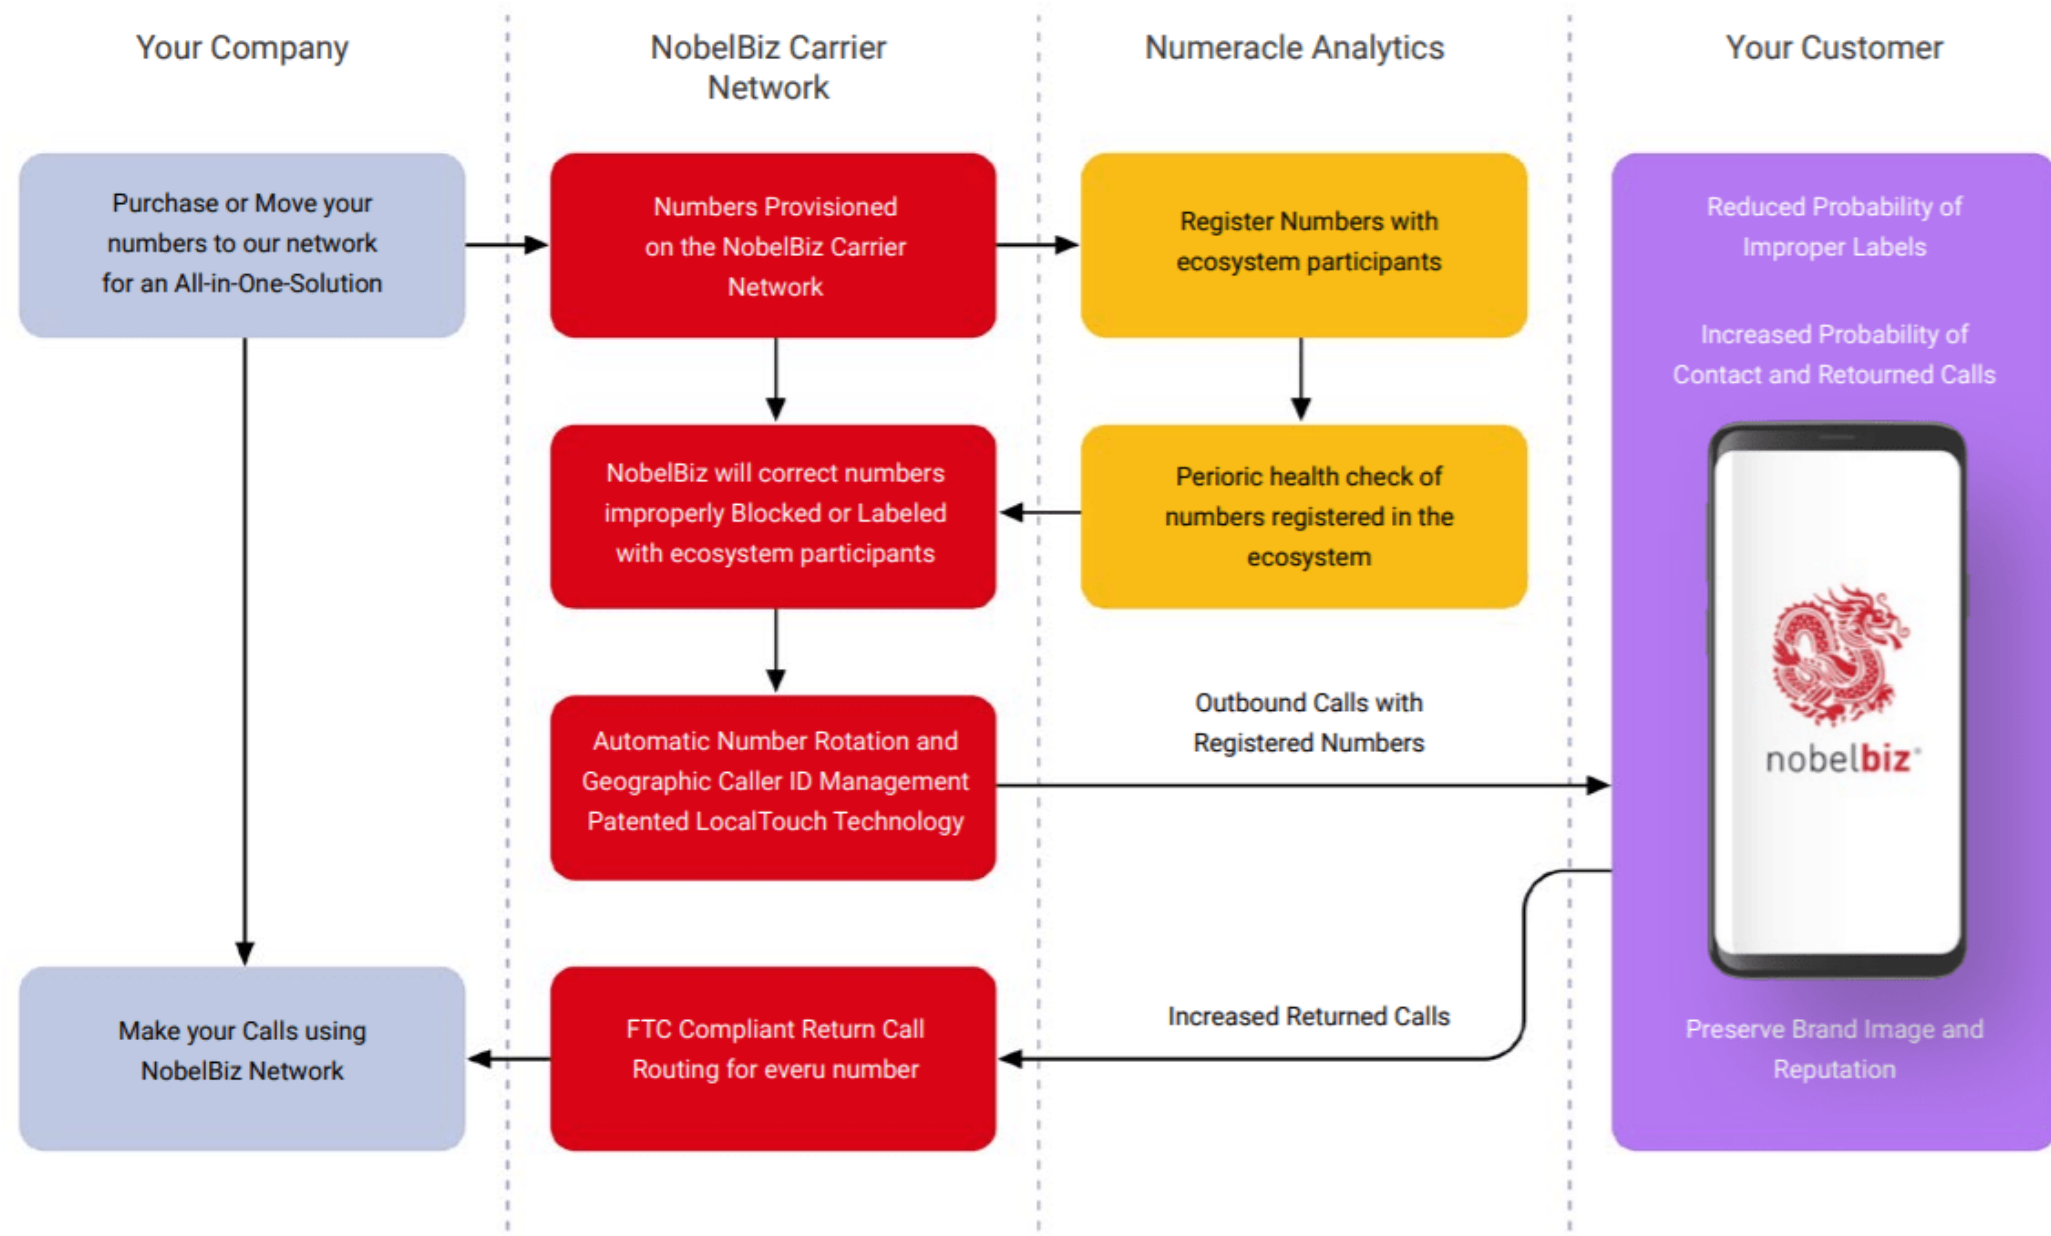 Your Company
NobelBiz Carrier
Network
Numeracle Analytics
Your Customer
Purchase or Move your
numbers to our network
for an All-in-One-Solution
Numbers Provisioned
on the NobelBiz Carrier
Network
Register Numbers with
ecosystem participants
Reduced Probability of
Improper Labels
Increased Probability of
Contact and Retourned Calls
NobelBiz will correct numbers
improperly Blocked or Labeled
with ecosystem participants
Perioric health check of
numbers registered in the
ecosystem
nobelbiz®
Automatic Number Rotation and
Geographic Caller ID Management
Patented LocalTouch Technology
Outbound Calls with
Registered Numbers
Make your Calls using
NobelBiz Network
FTC Compliant Return Call
Routing for everu number
Increased Returned Calls
Preserve Brand Image and
Reputation